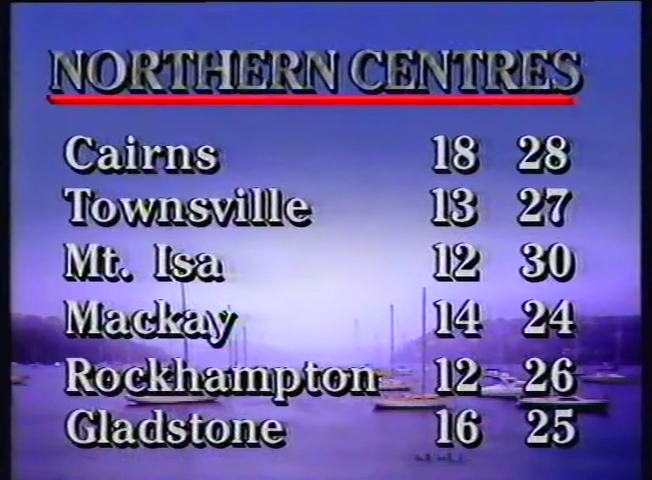 NORTHERN CENTRES
Cairns 18 28
Townsville 13 27
Mt. Isa 12 30
Mackay 14 24
Rockhampton 12 26
Gladstone 16 25